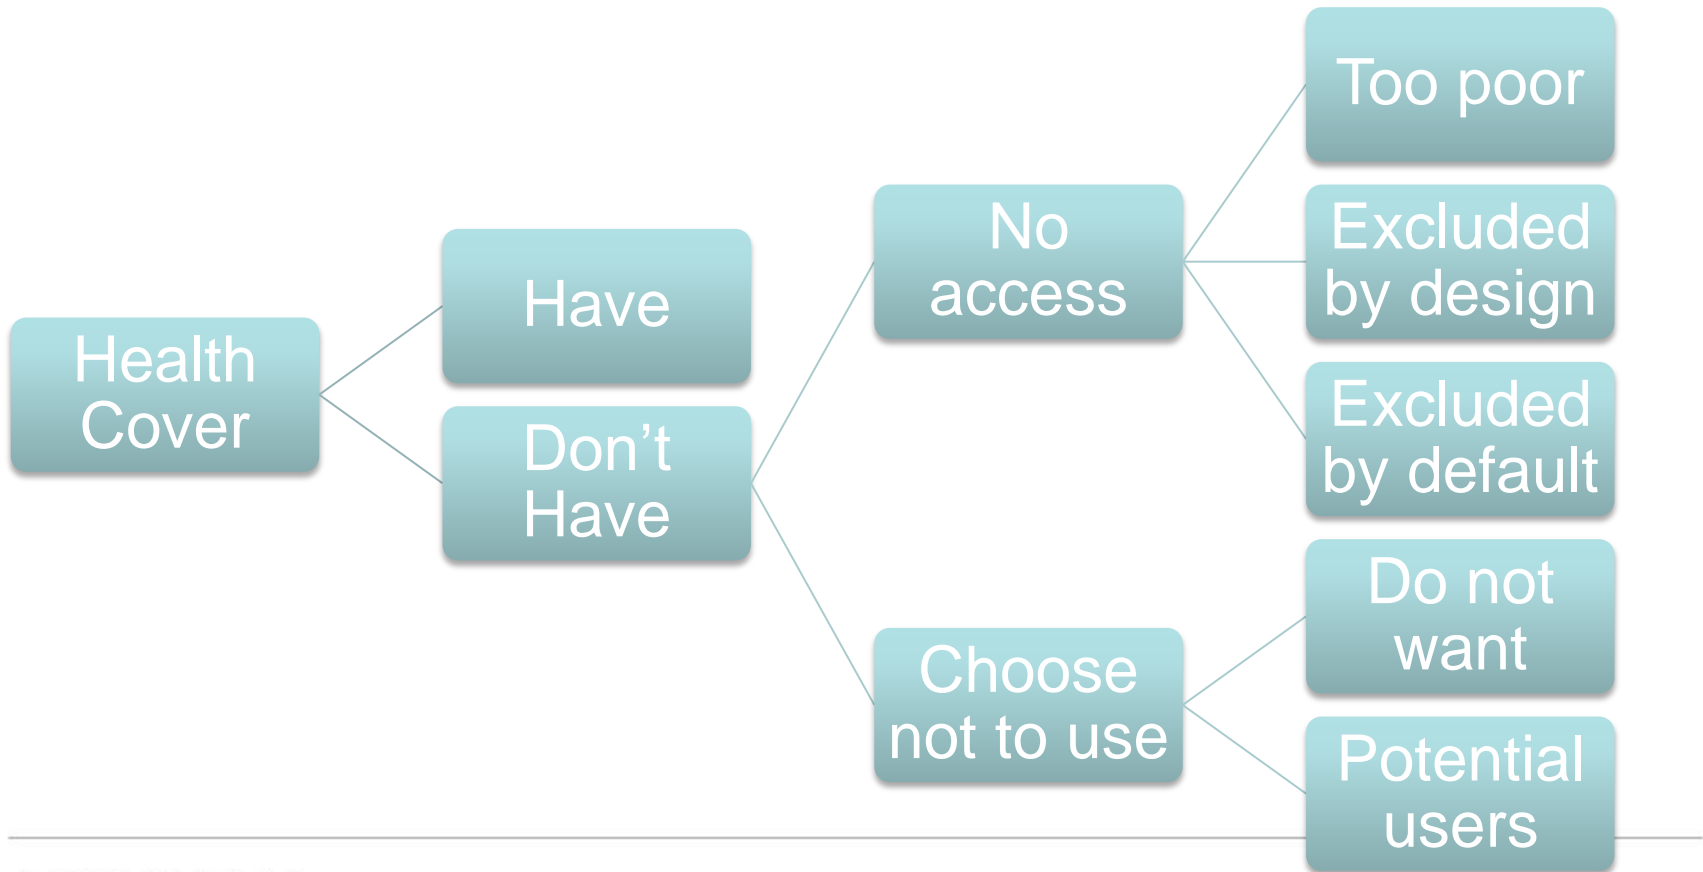 Health
Cover
Have
Don’t
Have
No
access
Choose
not to use
Too poor
Excluded
by design
Excluded
by default
Do not
want
Potential
users